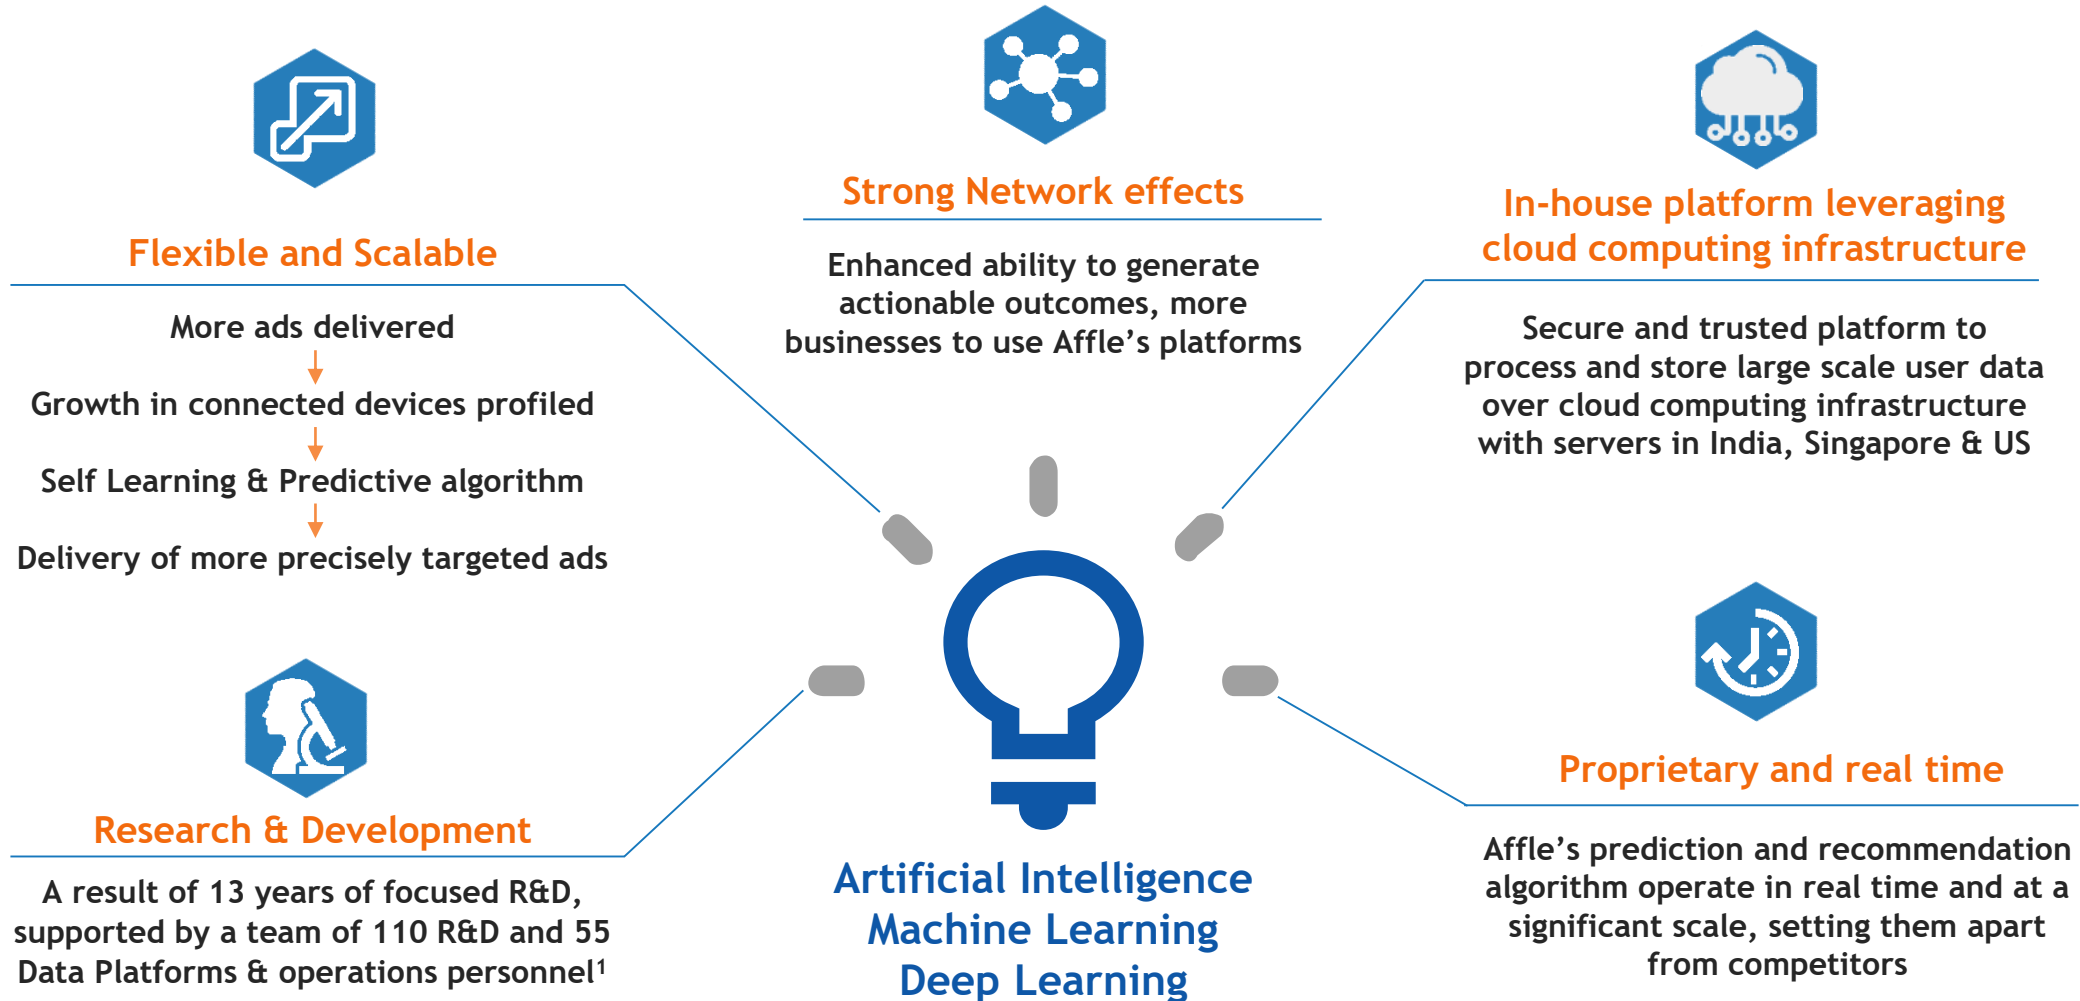 Flexible and Scalable
More ads delivered
Growth in connected devices profiled
Self Learning & Predictive algorithm
Delivery of more precisely targeted ads
Strong Network effects
Enhanced ability to generate
actionable outcomes, more
businesses to use Affle’s platforms
In-house platform leveraging
cloud computing infrastructure
Secure and trusted platform to
process and store large scale user data
over cloud computing infrastructure
with servers in India, Singapore & US
Research & Development
A result of 13 years of focused R&D,
supported by a team of 110 R&D and 55
Data Platforms & operations personnel¹
Artificial Intelligence
Machine Learning
Deep Learning
Proprietary and real time
Affle’s prediction and recommendation
algorithm operate in real time and at a
significant scale, setting them apart
from competitors